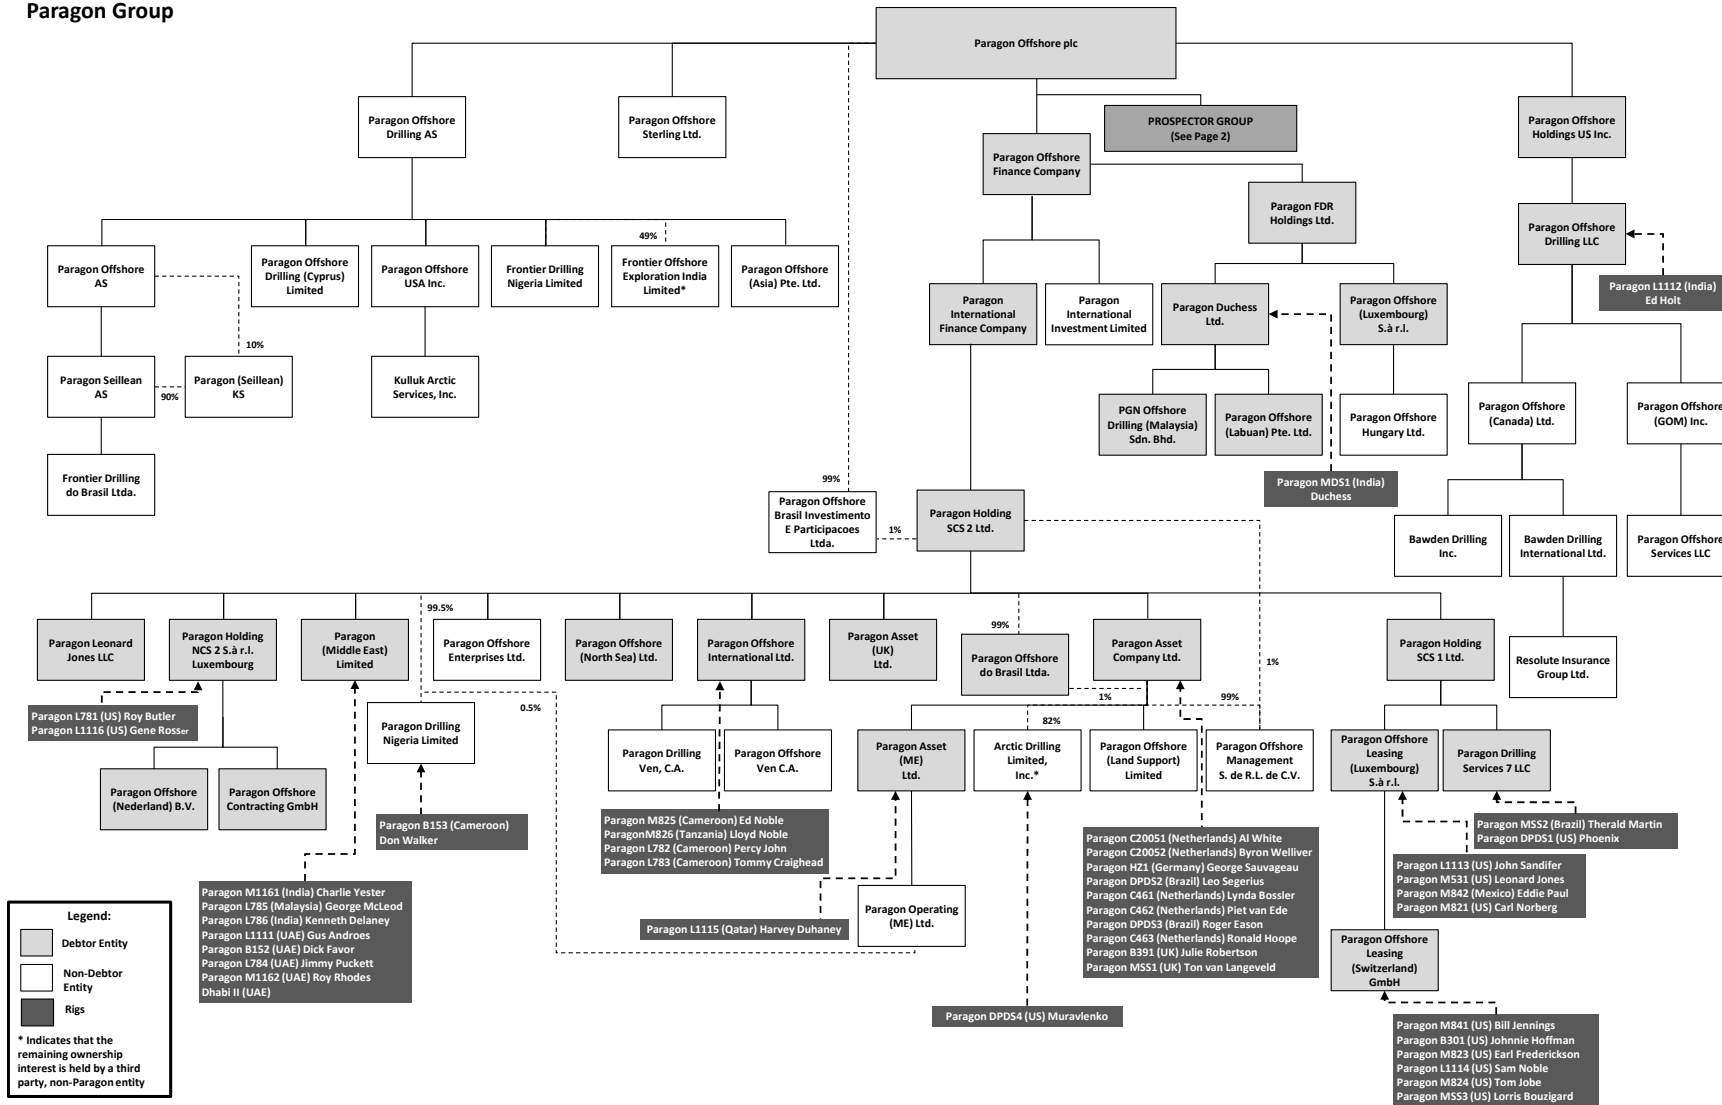 Paragon Group
Paragon Offshore plc
Paragon Offshore
Drilling AS
Paragon Offshore
Sterling Ltd.
PROSPECTOR GROUP
(See Page 2)
Paragon Offshore
Holdings US Inc.
Paragon Offshore
Finance Company
Paragon FDR
Holdings Ltd.
Paragon Offshore
Drilling LLC
49%
Paragon Offshore
AS
Paragon Offshore
Drilling (Cyprus)
Limited
Paragon Offshore
USA Inc.
Frontier Drilling
Nigeria Limited
Frontier Offshore
Exploration India
Limited*
Paragon Offshore
(Asia) Pte. Ltd.
Paragon L1112 (India)
Ed Holt
Paragon
International
Finance Company
Paragon
International
Investment Limited
Paragon Duchess
Ltd.
Paragon Offshore
(Luxembourg)
S.à r.l.
10%
Paragon Seillean
AS
90%
Paragon (Seillean)
KS
Kulluk Arctic
Services, Inc.
PGN Offshore
Drilling (Malaysia)
Sdn. Bhd.
Paragon Offshore
(Labuan) Pte. Ltd.
Paragon Offshore
Hungary Ltd.
Paragon Offshore
(Canada) Ltd.
Paragon Offshore
(GOM) Inc.
Frontier Drilling
do Brasil Ltda.
99%
Paragon MDS1 (India)
Duchess
Paragon Offshore
Brasil Investimento
E Participacoes
Ltda.
1%
Paragon Holding
SCS 2 Ltd.
Bawden Drilling
Inc.
Bawden Drilling
International Ltd.
Paragon Offshore
Services LLC
99.5%
99%
Paragon Leonard
Jones LLC
Paragon Holding
NCS 2 S.à r.l.
Luxembourg
Paragon
(Middle East)
Limited
Paragon Offshore
Enterprises Ltd.
Paragon Offshore
(North Sea) Ltd.
Paragon Offshore
International Ltd.
Paragon Asset
(UK)
Ltd.
Paragon Offshore
do Brasil Ltda.
Paragon Asset
Company Ltd.
1%
Paragon Holding
SCS 1 Ltd.
Resolute Insurance
Group Ltd.
Paragon L781 (US) Roy Butler
Paragon L1116 (US) Gene Rosser
0.5%
1%
99%
82%
Paragon Drilling
Nigeria Limited
Paragon Drilling
Ven, C.A.
Paragon Offshore
Ven C.A.
Paragon Asset
(ME)
Ltd.
Arctic Drilling
Limited,
Inc.*
Paragon Offshore
(Land Support)
Limited
Paragon Offshore
Management
S. de R.L. de C.V.
Paragon Offshore
Leasing
(Luxembourg)
S.à r.l.
Paragon Drilling
Services 7 LLC
Paragon Offshore
(Nederland) B.V.
Paragon Offshore
Contracting GmbH
Paragon B153 (Cameroon)
Don Walker
Paragon M825 (Cameroon) Ed Noble
ParagonM826 (Tanzania) Lloyd Noble
Paragon L782 (Cameroon) Percy John
Paragon L783 (Cameroon) Tommy Craighead
Paragon C20051 (Netherlands) Al White
Paragon C20052 (Netherlands) Byron Welliver
Paragon HZ1 (Germany) George Sauvageau
Paragon DPDS2 (Brazil) Leo Segerius
Paragon C461 (Netherlands) Lynda Bossler
Paragon C462 (Netherlands) Piet van Ede
Paragon DPDS3 (Brazil) Roger Eason
Paragon C463 (Netherlands) Ronald Hoope
Paragon B391 (UK) Julie Robertson
Paragon MSS1 (UK) Ton van Langeveld
Paragon MSS2 (Brazil) Therald Martin
Paragon DPDS1 (US) Phoenix
Paragon L1113 (US) John Sandifer
Paragon M531 (US) Leonard Jones
Paragon M842 (Mexico) Eddie Paul
Paragon M821 (US) Carl Norberg
Paragon M1161 (India) Charlie Yester
Paragon L785 (Malaysia) George McLeod
Paragon L786 (India) Kenneth Delaney
Paragon L1111 (UAE) Gus Androes
Paragon B152 (UAE) Dick Favor
Paragon L784 (UAE) Jimmy Puckett
Paragon M1162 (UAE) Roy Rhodes
Dhabi II (UAE)
Paragon L1115 (Qatar) Harvey Duhaney
Paragon Operating
(ME) Ltd.
Paragon Offshore
Leasing
(Switzerland)
GmbH
Paragon DPDS4 (US) Muravlenko
Paragon M841 (US) Bill Jennings
Paragon B301 (US) Johnnie Hoffman
Paragon M823 (US) Earl Frederickson
Paragon L1114 (US) Sam Noble
Paragon M824 (US) Tom Jobe
Paragon MSS3 (US) Lorris Bouzigard
Legend:
Debtor Entity
Non-Debtor
Entity
Rigs
* Indicates that the
remaining ownership
interest is held by a third
party, non-Paragon entity